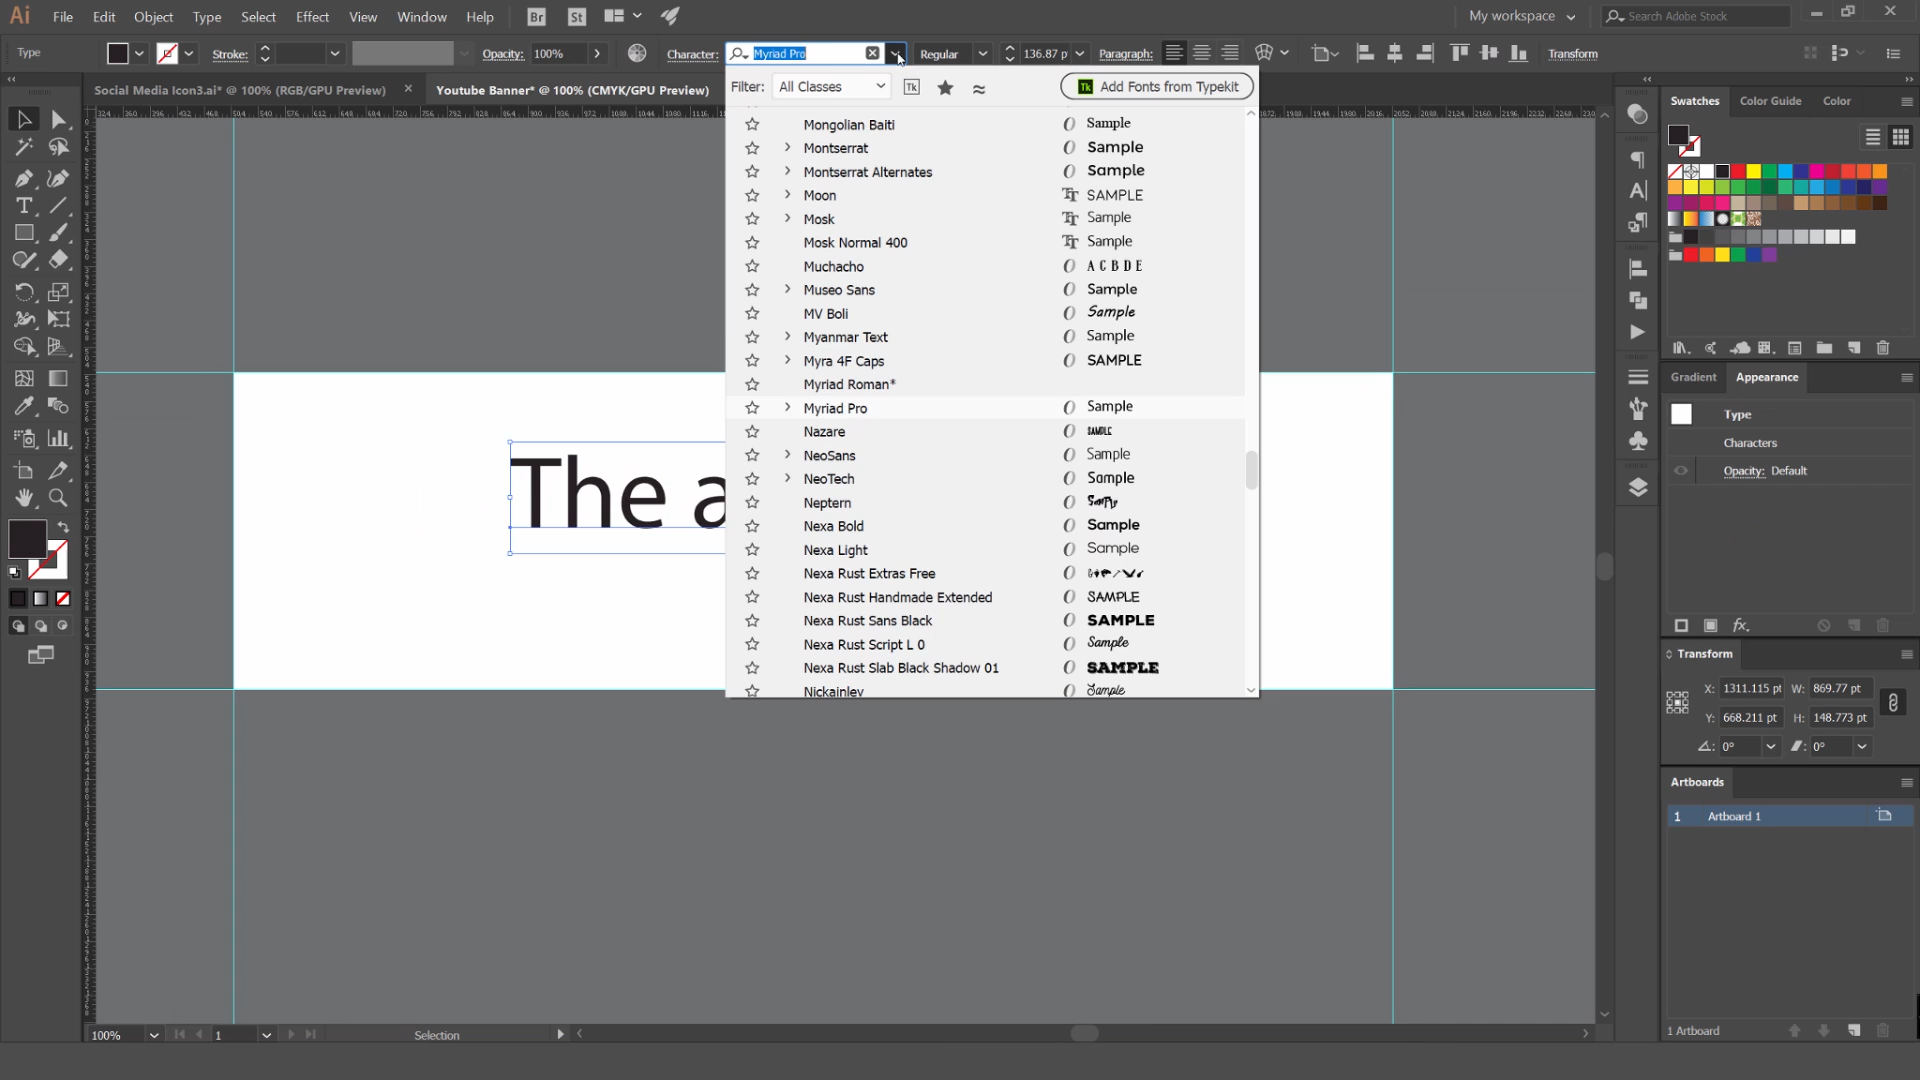 Ai File Edit Object Type Select Effect View Window Help Br St My workspace Search Adobe Stock
Type Stroke: Opacity: 100% Character: Myriad Pro Regular 136.87 p Paragraph: Transform
Filter: All Classes Tk Tk Add Fonts from Typekit
Social Media Icon3.ai* @ 100% (RGB/GPU Preview) Youtube Banner* @ 100% (CMYK/GPU Preview)
Mongolian Baiti Sample
Montserrat Sample
Montserrat Alternates Sample
Moon SAMPLE
Mosk Sample
Mosk Normal 400 Sample
Muchacho A C B D E
Museo Sans Sample
MV Boli Sample
Myanmar Text Sample
Myra 4F Caps SAMPLE
Myriad Roman*
Myriad Pro Sample
Nazare SAMPLE
NeoSans Sample
NeoTech Sample
Neptern Sample
Nexa Bold Sample
Nexa Light Sample
Nexa Rust Extras Free
Nexa Rust Handmade Extended SAMPLE
Nexa Rust Sans Black SAMPLE
Nexa Rust Script L 0 Sample
Nexa Rust Slab Black Shadow 01 SAMPLE
Nickainley Sample
The a
Swatches Color Guide Color
Gradient Appearance
Type
Characters
Opacity: Default
fx.
Transform
X: 1311.115 pt W: 869.77 pt
Y: 668.211 pt H: 148.773 pt
0° 0°
Artboards
1 Artboard 1
1 Artboard
100% 1 Selection